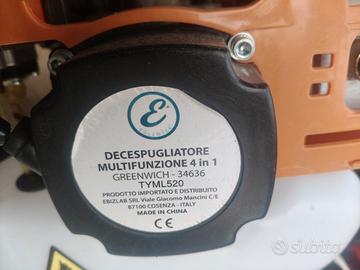 E
DECESPUGLIATORE
MULTIFUNZIONE 4 in 1
GREENWICH - 34636
TYML520
PRODOTTO IMPORTATO E DISTRIBUITO
EBIZLAB SRL Viale Giacomo Mancini C/E
87100 COSENZA - ITALY
MADE IN CHINA
CE
subito